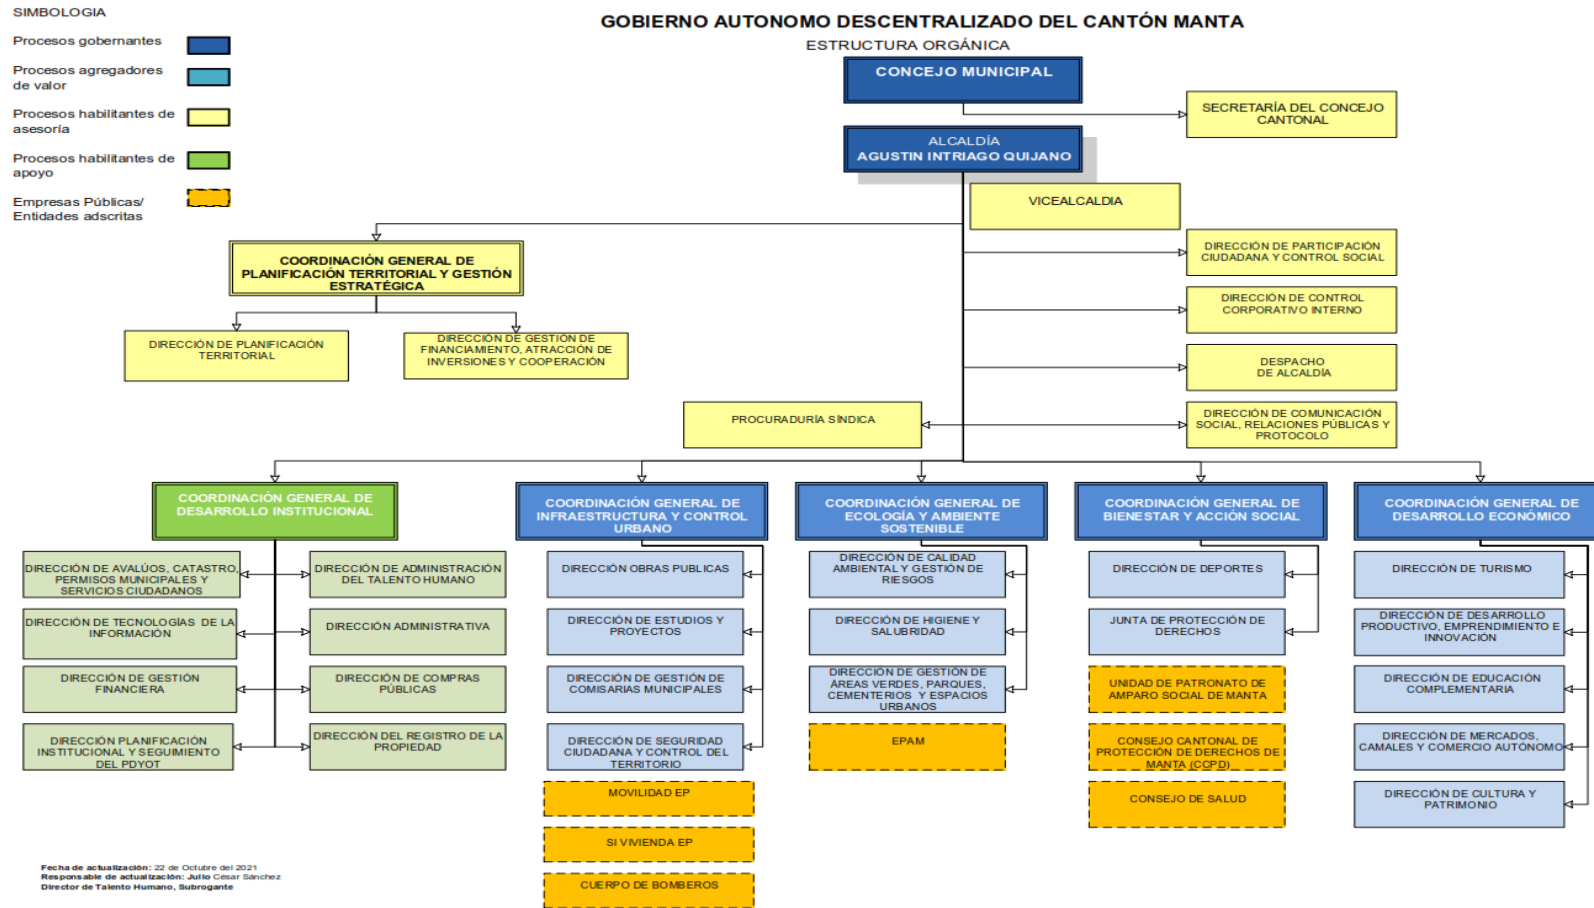 SIMBOLOGIA
Procesos gobernantes
Procesos agregadores
de valor
Procesos habilitantes de
asesoría
Procesos habilitantes de
apoyo
Empresas Públicas/
Entidades adscritas
GOBIERNO AUTONOMO DESCENTRALIZADO DEL CANTÓN MANTA
ESTRUCTURA ORGÁNICA
CONCEJO MUNICIPAL
SECRETARÍA DEL CONCEJO
CANTONAL
ALCALDÍA
AGUSTIN INTRIAGO QUIJANO
VICEALCALDIA
COORDINACIÓN GENERAL DE
PLANIFICACIÓN TERRITORIAL Y GESTIÓN
ESTRATÉGICA
DIRECCIÓN DE PLANIFICACIÓN
TERRITORIAL
DIRECCIÓN DE GESTIÓN DE
FINANCIAMIENTO, ATRACCIÓN DE
INVERSIONES Y COOPERACIÓN
DIRECCIÓN DE PARTICIPACIÓN
CIUDADANA Y CONTROL SOCIAL
DIRECCIÓN DE CONTROL
CORPORATIVO INTERNO
DESPACHO
DE ALCALDÍA
PROCURADURÍA SÍNDICA
DIRECCIÓN DE COMUNICACIÓN
SOCIAL, RELACIONES PÚBLICAS Y
PROTOCOLO
COORDINACIÓN GENERAL DE
DESARROLLO INSTITUCIONAL
DIRECCIÓN DE AVALÚOS, CATASTRO,
PERMISOS MUNICIPALES Y
SERVICIOS CIUDADANOS
DIRECCIÓN DE ADMINISTRACIÓN
DEL TALENTO HUMANO
DIRECCIÓN DE TECNOLOGÍAS DE LA
INFORMACIÓN
DIRECCIÓN ADMINISTRATIVA
DIRECCIÓN DE GESTIÓN
FINANCIERA
DIRECCIÓN DE COMPRAS
PÚBLICAS
DIRECCIÓN PLANIFICACIÓN
INSTITUCIONAL Y SEGUIMIENTO
DEL PDYOT
DIRECCIÓN DEL REGISTRO DE LA
PROPIEDAD
COORDINACIÓN GENERAL DE
INFRAESTRUCTURA Y CONTROL
URBANO
DIRECCIÓN OBRAS PUBLICAS
DIRECCIÓN DE ESTUDIOS Y
PROYECTOS
DIRECCIÓN DE GESTIÓN DE
COMISARIAS MUNICIPALES
DIRECCIÓN DE SEGURIDAD
CIUDADANA Y CONTROL DEL
TERRITORIO
MOVILIDAD EP
SI VIVIENDA EP
CUERPO DE BOMBEROS
COORDINACIÓN GENERAL DE
ECOLOGÍA Y AMBIENTE
SOSTENIBLE
DIRECCIÓN DE CALIDAD
AMBIENTAL Y GESTIÓN DE
RIESGOS
DIRECCIÓN DE HIGIENE Y
SALUBRIDAD
DIRECCIÓN DE GESTIÓN DE
ÁREAS VERDES, PARQUES,
CEMENTERIOS Y ESPACIOS
URBANOS
EPAM
COORDINACIÓN GENERAL DE
BIENESTAR Y ACCIÓN SOCIAL
DIRECCIÓN DE DEPORTES
JUNTA DE PROTECCIÓN DE
DERECHOS
UNIDAD DE PATRONATO DE
AMPARO SOCIAL DE MANTA
CONSEJO CANTONAL DE
PROTECCIÓN DE DERECHOS DE
MANTA (CCPD)
CONSEJO DE SALUD
COORDINACIÓN GENERAL DE
DESARROLLO ECONÓMICO
DIRECCIÓN DE TURISMO
DIRECCIÓN DE DESARROLLO
PRODUCTIVO, EMPRENDIMIENTO E
INNOVACIÓN
DIRECCIÓN DE EDUCACIÓN
COMPLEMENTARIA
DIRECCIÓN DE MERCADOS,
CAMALES Y COMERCIO AUTÓNOMO
DIRECCIÓN DE CULTURA Y
PATRIMONIO
Fecha de actualización: 22 de Octubre del 2021
Responsable de actualización: Julio César Sánchez
Director de Talento Humano, Subrogante